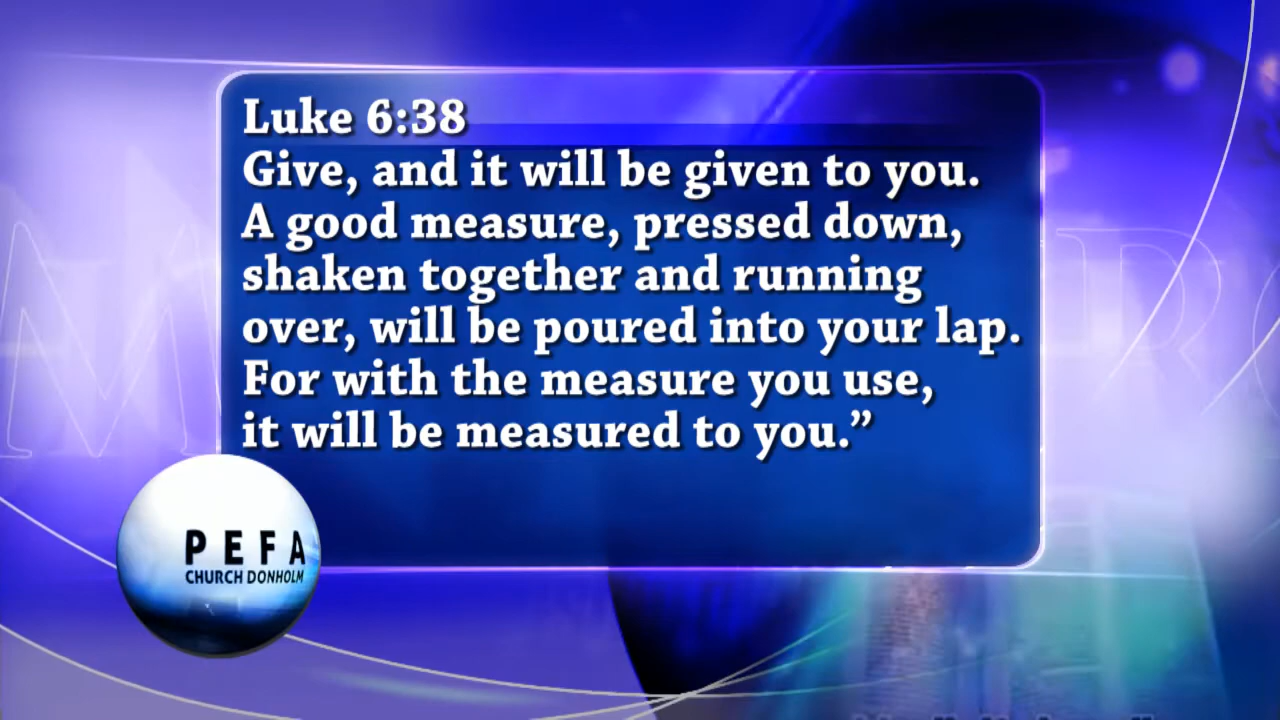 Luke 6:38
Give, and it will be given to you.
A good measure, pressed down,
shaken together and running
over, will be poured into your lap.
For with the measure you use,
it will be measured to you.”
PEFA
CHURCH DONHOLM